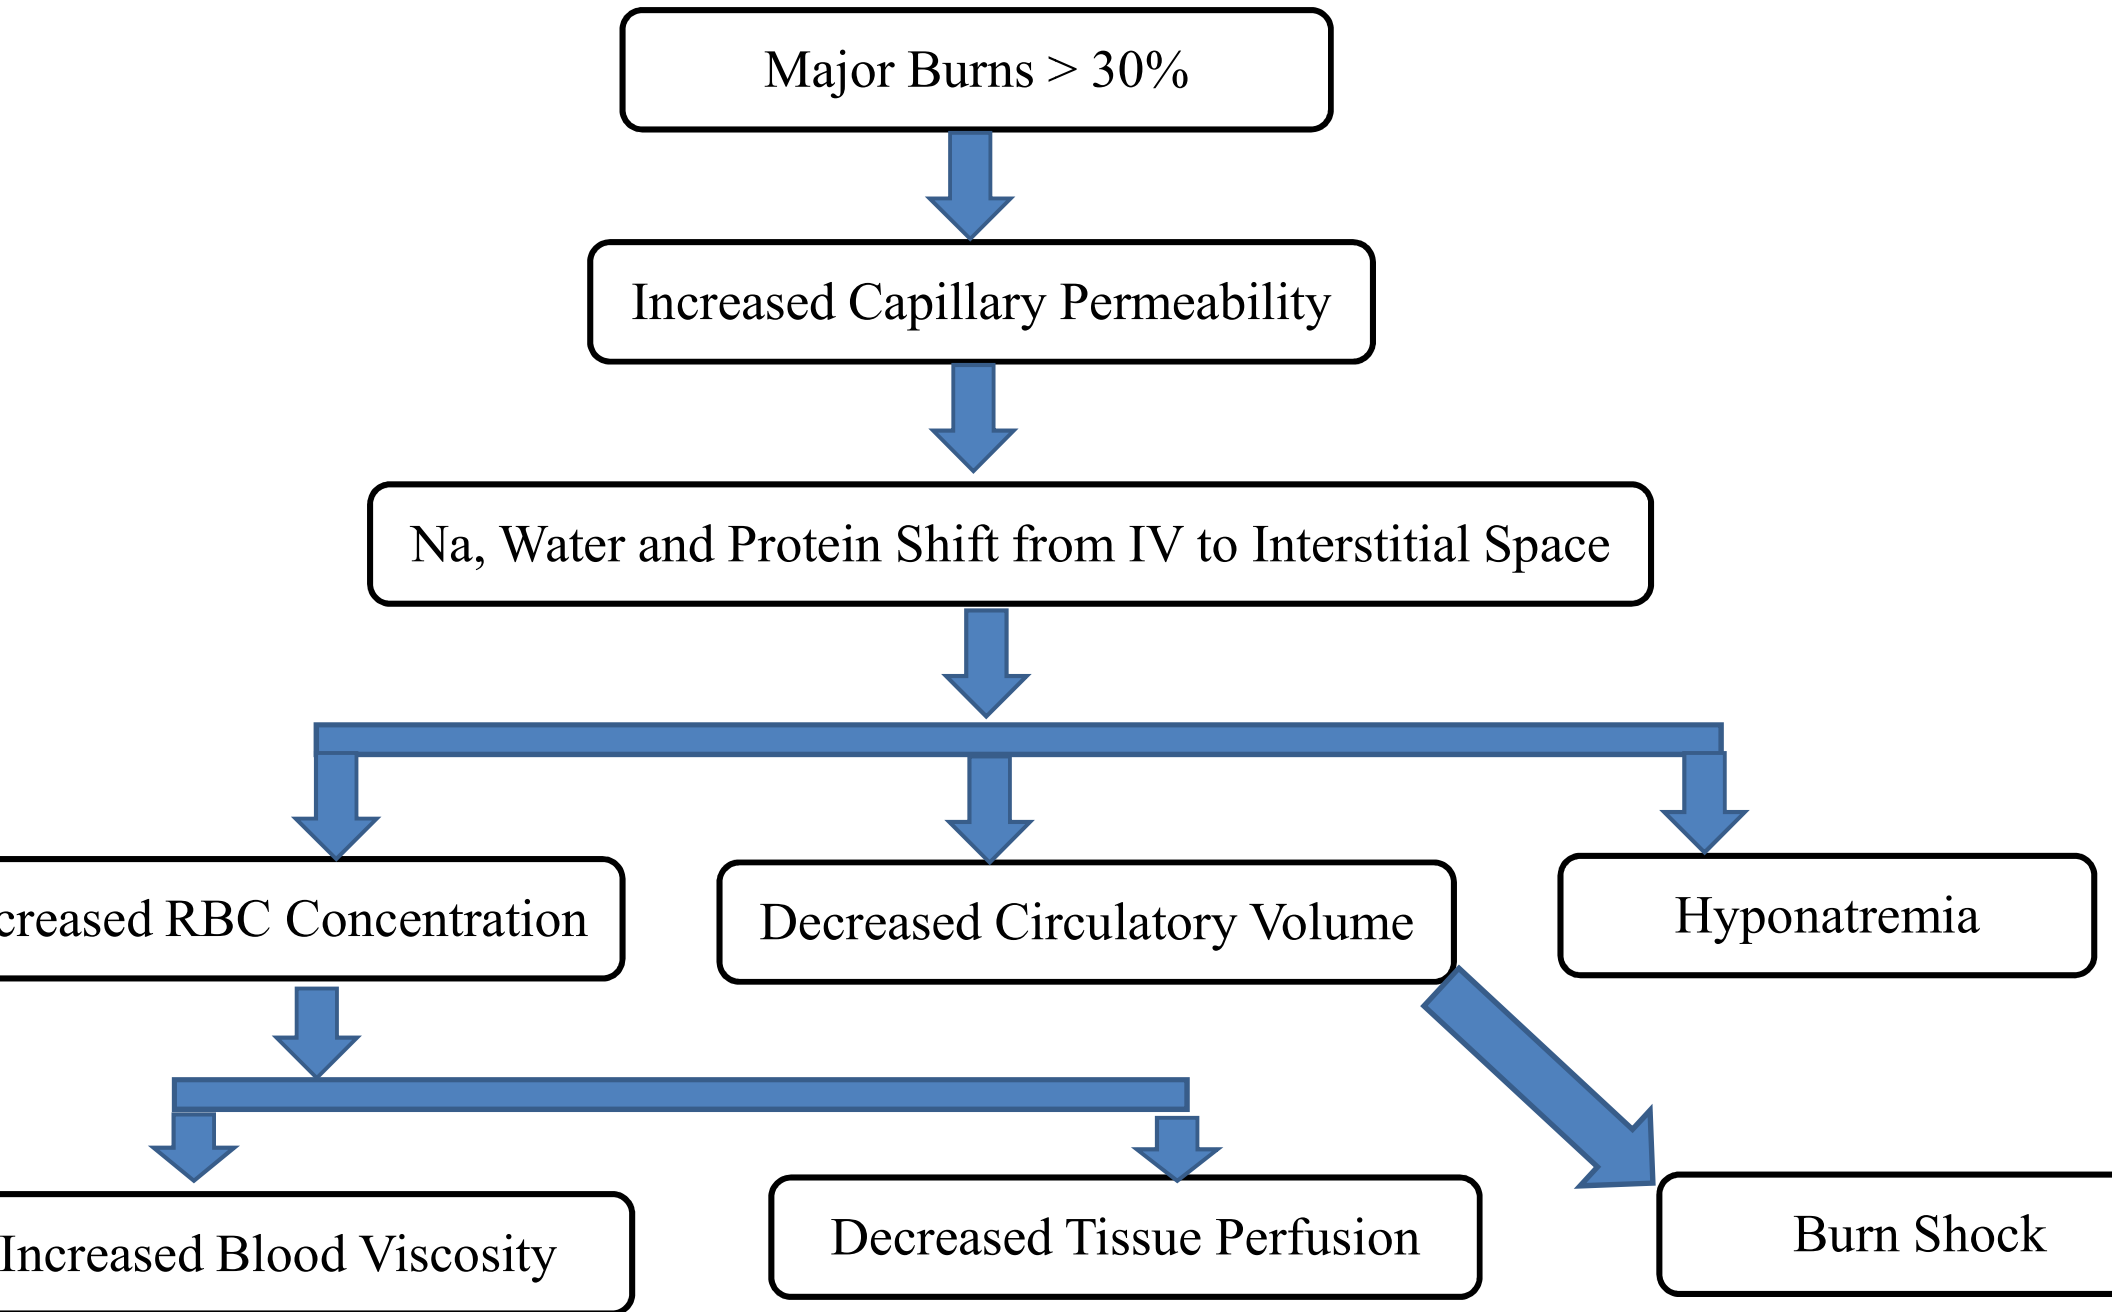 Major Burns > 30%
Increased Capillary Permeability
Na, Water and Protein Shift from IV to Interstitial Space
creased RBC Concentration
Decreased Circulatory Volume
Hyponatremia
Increased Blood Viscosity
Decreased Tissue Perfusion
Burn Shock